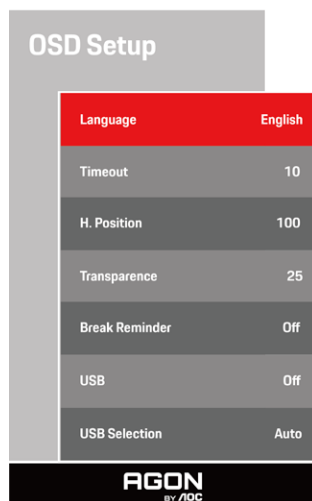 OSD Setup
Language English
Timeout 10
H. Position 100
Transparence 25
Break Reminder Off
USB Off
USB Selection Auto
AGON
BY AOC